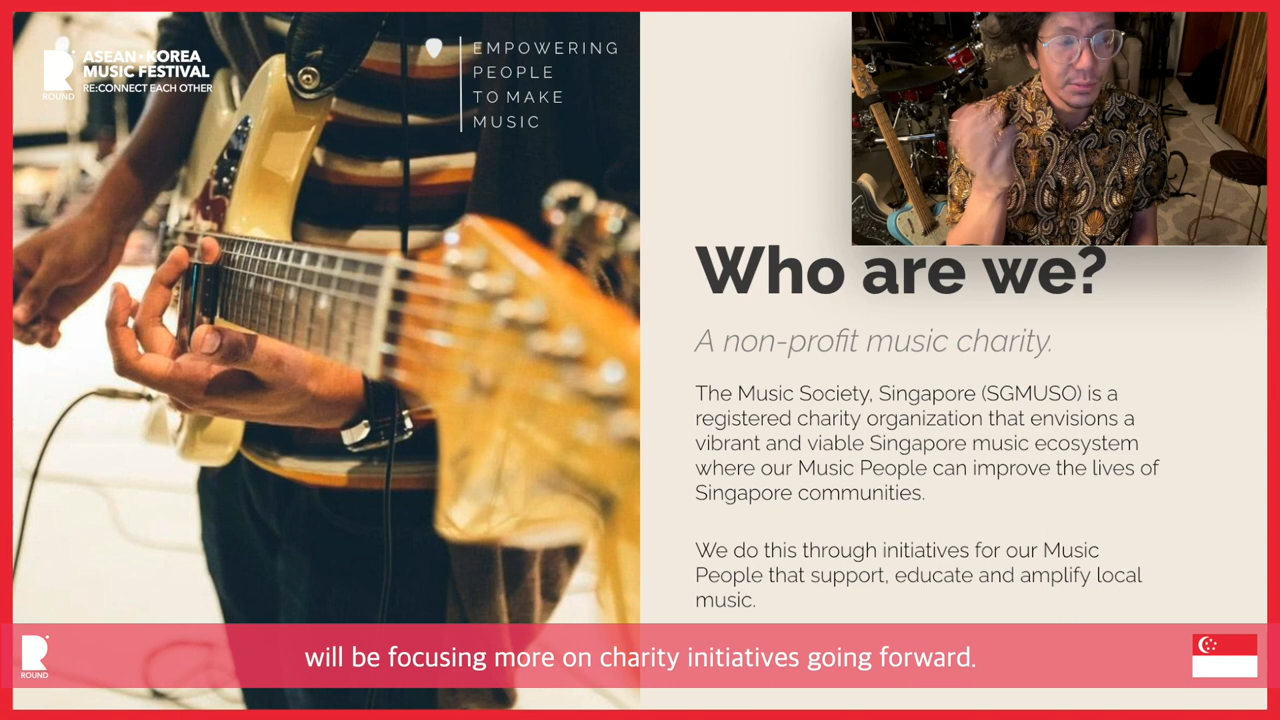 ASEAN·KOREA
MUSIC FESTIVAL
RE:CONNECT EACH OTHER
ROUND
EMPOWERING
PEOPLE
TO MAKE
MUSIC
Who are we?
A non-profit music charity.
The Music Society, Singapore (SGMUSO) is a
registered charity organization that envisions a
vibrant and viable Singapore music ecosystem
where our Music People can improve the lives of
Singapore communities.
We do this through initiatives for our Music
People that support, educate and amplify local
music.
will be focusing more on charity initiatives going forward.
ROUND